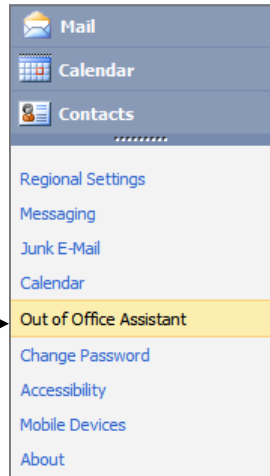 Mail
Calendar
Contacts
Regional Settings
Messaging
Junk E-Mail
Calendar
Out of Office Assistant
Change Password
Accessibility
Mobile Devices
About